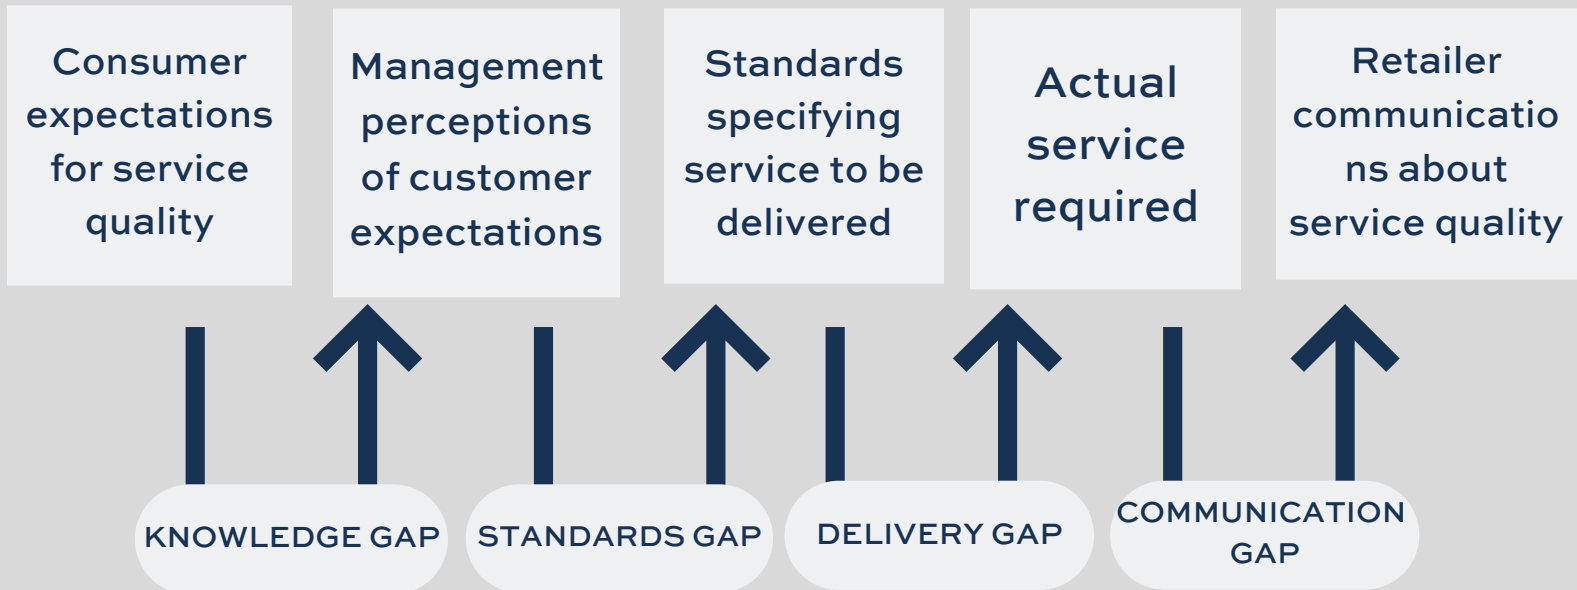 Consumer
expectations
for service
quality
Management
perceptions
of customer
expectations
Standards
specifying
service to be
delivered
Actual
service
required
Retailer
communicatio
ns about
service quality
KNOWLEDGE GAP
STANDARDS GAP
DELIVERY GAP
COMMUNICATION
GAP